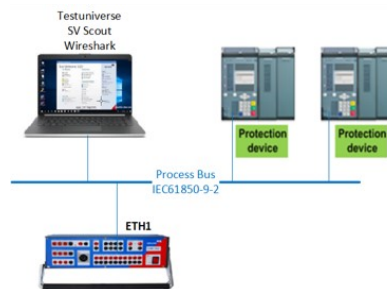 Testuniverse
SV Scout
Wireshark
Protection
device
Protection
device
Process Bus
IEC61850-9-2
ETH1